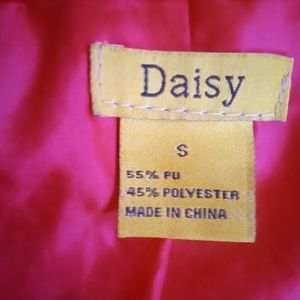 Daisy
S
55% PU
45% POLYESTER
MADE IN CHINA